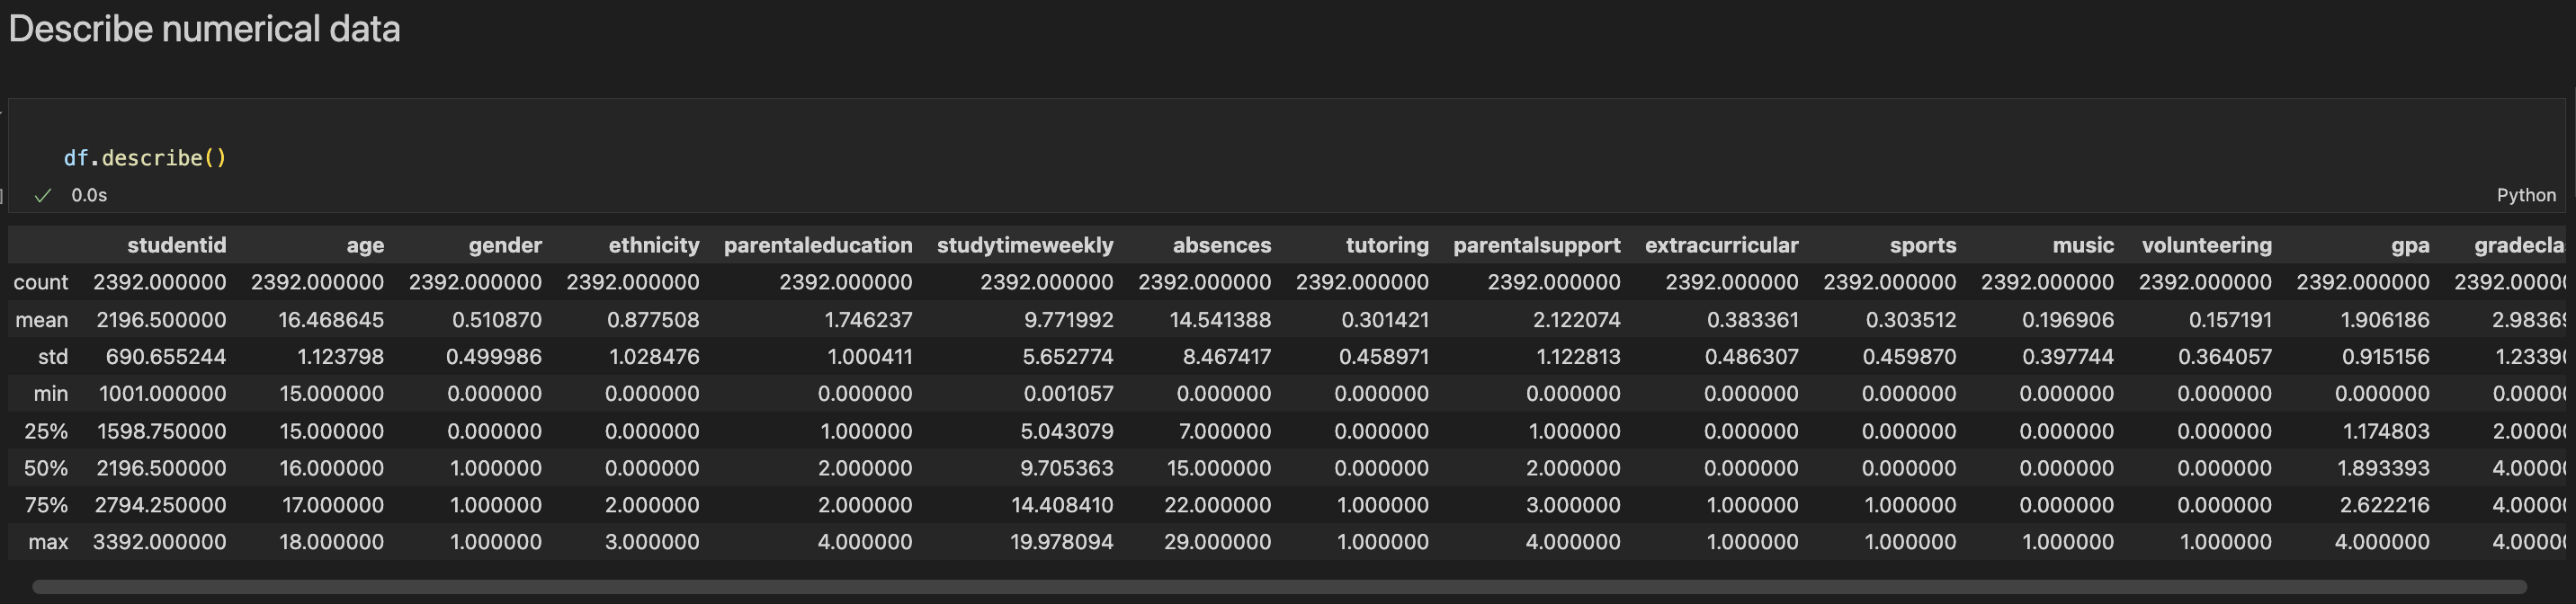 Describe numerical data
df.describe()
0.0s
Python
studentid age gender ethnicity parentaleducation studytimeweekly absences tutoring parentalsupport extracurricular sports music volunteering gpa
count 2392.000000 2392.000000 2392.000000 2392.000000 2392.000000 2392.000000 2392.000000 2392.000000 2392.000000 2392.000000 2392.000000 2392.000000 2392.000000 2392.000000
mean 2196.500000 16.468645 0.510870 0.877508 1.746237 9.771992 14.541388 0.301421 2.122074 0.383361 0.303512 0.196906 0.157191 1.906186
std 690.655244 1.123798 0.499986 1.028476 1.000411 5.652774 8.467417 0.458971 1.122813 0.486307 0.459870 0.397744 0.364057 0.915156
min 1001.000000 15.000000 0.000000 0.000000 0.000000 0.001057 0.000000 0.000000 0.000000 0.000000 0.000000 0.000000 0.000000 0.000000
25% 1598.750000 15.000000 0.000000 0.000000 1.000000 5.043079 7.000000 0.000000 1.000000 0.000000 0.000000 0.000000 0.000000 1.174803
50% 2196.500000 16.000000 1.000000 0.000000 2.000000 9.705363 15.000000 0.000000 2.000000 0.000000 0.000000 0.000000 0.000000 1.893393
75% 2794.250000 17.000000 1.000000 2.000000 2.000000 14.408410 22.000000 1.000000 3.000000 1.000000 1.000000 0.000000 0.000000 2.622216
max 3392.000000 18.000000 1.000000 3.000000 4.000000 19.978094 29.000000 1.000000 4.000000 1.000000 1.000000 1.000000 1.000000 4.000000